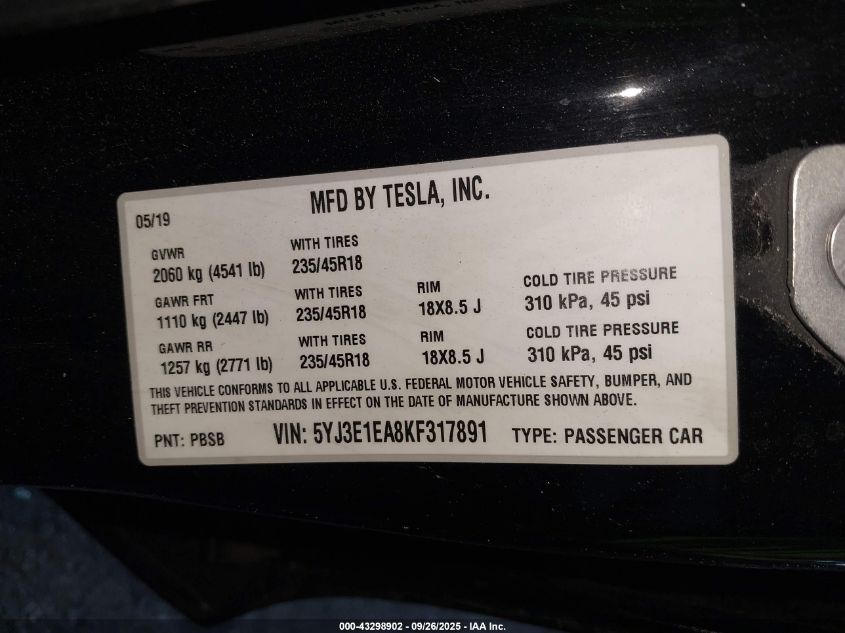 MFD BY TESLA, INC.
05/19
MFD BY TESLA, INC.
GVWR
2060 kg (4541 lb)
WITH TIRES
235/45R18
GAWR FRT
1110 kg (2447 lb)
WITH TIRES
235/45R18
RIM
18X8.5 J
COLD TIRE PRESSURE
310 kPa, 45 psi
GAWR RR
1257 kg (2771 lb)
WITH TIRES
235/45R18
RIM
18X8.5 J
COLD TIRE PRESSURE
310 kPa, 45 psi
THIS VEHICLE CONFORMS TO ALL APPLICABLE U.S. FEDERAL MOTOR VEHICLE SAFETY, BUMPER, AND
THEFT PREVENTION STANDARDS IN EFFECT ON THE DATE OF MANUFACTURE SHOWN ABOVE.
PNT: PBSB
VIN: 5YJ3E1EA8KF317891
TYPE: PASSENGER CAR
000-43298902 - 09/26/2025 - IAA Inc.